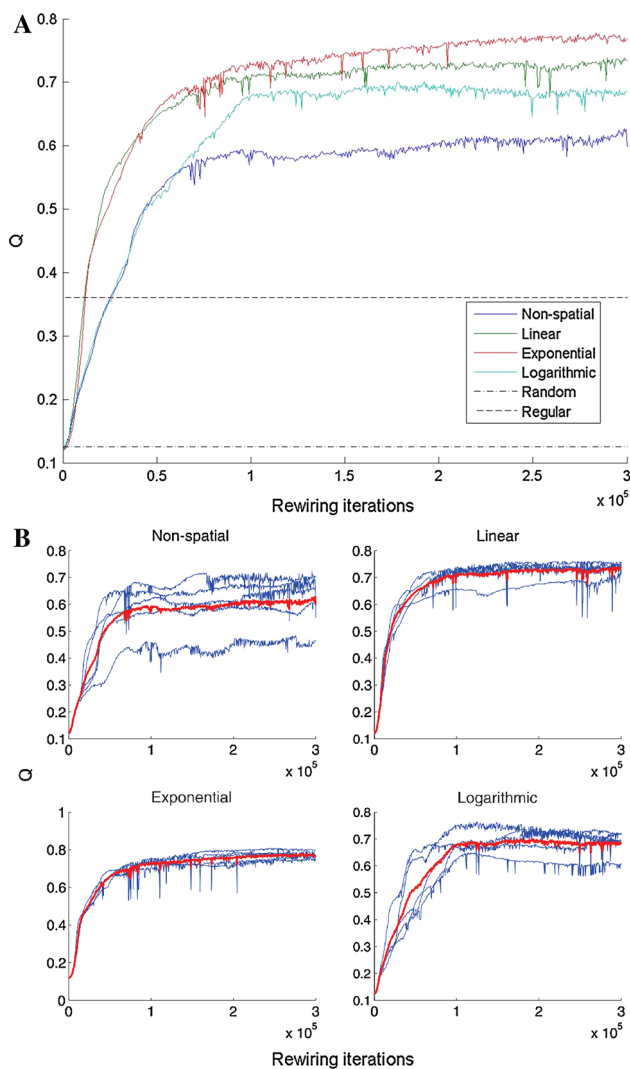 A
0.8
0.7
0.6
0.5
0.4
0.3
0.2
0.1
Q
0
0.5
1
1.5
2
2.5
3
x 10^5
Rewiring iterations
Non-spatial
Linear
Exponential
Logarithmic
Random
Regular
B
Non-spatial
0.8
0.7
0.6
0.5
0.4
0.3
0.2
0.1
0
1
2
3
x 10^5
Linear
0.8
0.7
0.6
0.5
0.4
0.3
0.2
0.1
0
1
2
3
x 10^5
Q
Exponential
1
0.8
0.6
0.4
0.2
0
0
1
2
3
x 10^5
Logarithmic
0.8
0.7
0.6
0.5
0.4
0.3
0.2
0.1
0
1
2
3
x 10^5
Rewiring iterations